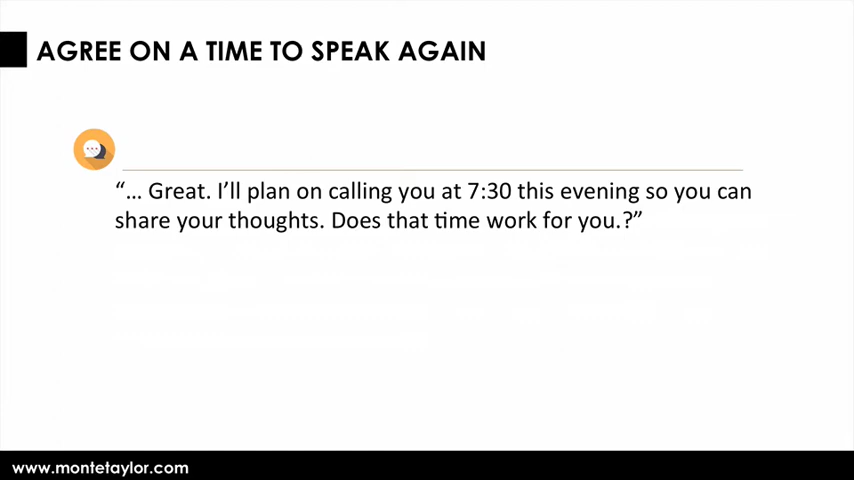 AGREE ON A TIME TO SPEAK AGAIN
“... Great. I’ll plan on calling you at 7:30 this evening so you can
share your thoughts. Does that time work for you.?”
www.montetaylor.com